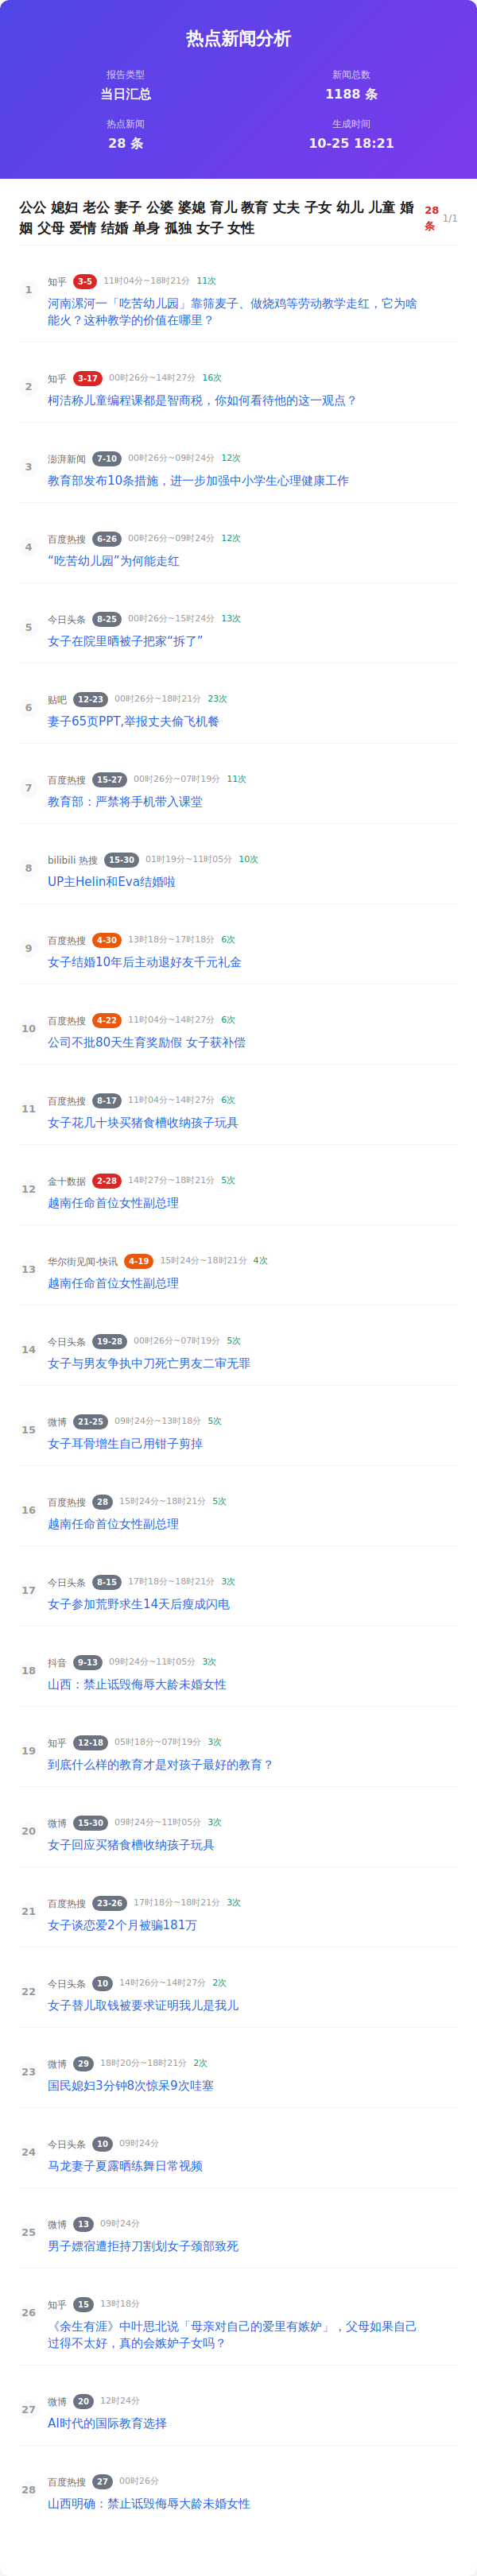 热点新闻分析
报告类型
新闻总数
当日汇总
1188 条
热点新闻
生成时间
28 条
10-25 18:21
公公 媳妇 老公 妻子 公婆 婆媳 育儿 教育 丈夫 子女 幼儿 儿童 婚
姻 父母 爱情 结婚 单身 孤独 女子 女性
28
条
1/1
1
知乎 3-5 11时04分~18时21分 11次
河南漯河一「吃苦幼儿园」靠筛麦子、做烧鸡等劳动教学走红，它为啥
能火？这种教学的价值在哪里？
2
知乎 3-17 00时26分~14时27分 16次
柯洁称儿童编程课都是智商税，你如何看待他的这一观点？
3
澎湃新闻 7-10 00时26分~09时24分 12次
教育部发布10条措施，进一步加强中小学生心理健康工作
4
百度热搜 6-26 00时26分~09时24分 12次
“吃苦幼儿园”为何能走红
5
今日头条 8-25 00时26分~15时24分 13次
女子在院里晒被子把家“拆了”
6
贴吧 12-23 00时26分~18时21分 23次
妻子65页PPT,举报丈夫偷飞机餐
7
百度热搜 15-27 00时26分~07时19分 11次
教育部：严禁将手机带入课堂
8
bilibili 热搜 15-30 01时19分~11时05分 10次
UP主Helin和Eva结婚啦
9
百度热搜 4-30 13时18分~17时18分 6次
女子结婚10年后主动退好友千元礼金
10
百度热搜 4-22 11时04分~14时27分 6次
公司不批80天生育奖励假 女子获补偿
11
百度热搜 8-17 11时04分~14时27分 6次
女子花几十块买猪食槽收纳孩子玩具
12
金十数据 2-28 14时27分~18时21分 5次
越南任命首位女性副总理
13
华尔街见闻-快讯 4-19 15时24分~18时21分 4次
越南任命首位女性副总理
14
今日头条 19-28 00时26分~07时19分 5次
女子与男友争执中刀死亡男友二审无罪
15
微博 21-25 09时24分~13时18分 5次
女子耳骨增生自己用钳子剪掉
16
百度热搜 28 15时24分~18时21分 5次
越南任命首位女性副总理
17
今日头条 8-15 17时18分~18时21分 3次
女子参加荒野求生14天后瘦成闪电
18
抖音 9-13 09时24分~11时05分 3次
山西：禁止诋毁侮辱大龄未婚女性
19
知乎 12-18 05时18分~07时19分 3次
到底什么样的教育才是对孩子最好的教育？
20
微博 15-30 09时24分~11时05分 3次
女子回应买猪食槽收纳孩子玩具
21
百度热搜 23-26 17时18分~18时21分 3次
女子谈恋爱2个月被骗181万
22
今日头条 10 14时26分~14时27分 2次
女子替儿取钱被要求证明我儿是我儿
23
微博 29 18时20分~18时21分 2次
国民媳妇3分钟8次惊呆9次哇塞
24
今日头条 10 09时24分
马龙妻子夏露晒练舞日常视频
25
微博 13 09时24分
男子嫖宿遭拒持刀割划女子颈部致死
26
知乎 15 13时18分
《余生有涯》中叶思北说「母亲对自己的爱里有嫉妒」，父母如果自己
过得不太好，真的会嫉妒子女吗？
27
微博 20 12时24分
AI时代的国际教育选择
28
百度热搜 27 00时26分
山西明确：禁止诋毁侮辱大龄未婚女性